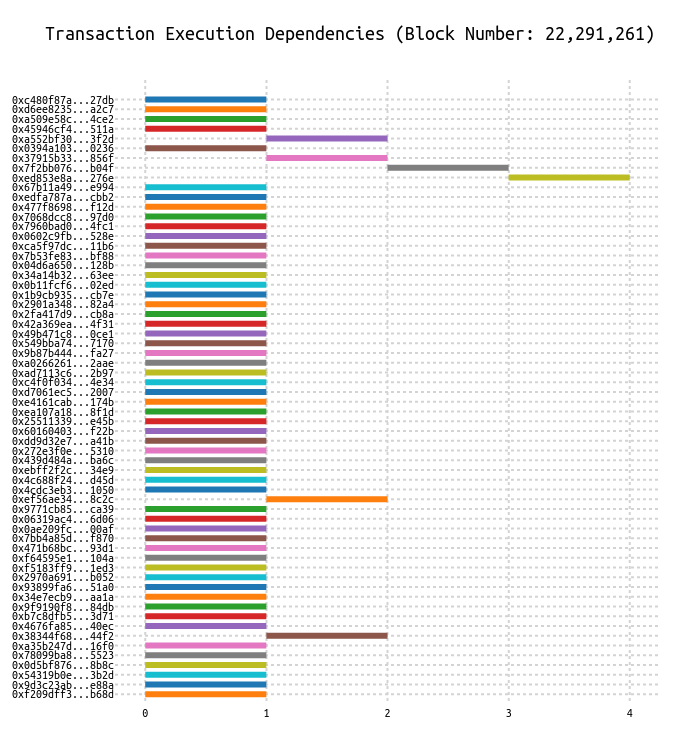 Transaction Execution Dependencies (Block Number: 22,291,261)
0xc480f87a...27db
0xd6ee8235...a2c7
0xa509e58c...4ce2
0x45946cf4...511a
0xa552bf30...3f2d
0x0394a103...0236
0x37915b33...856f
0x7f2bb076...b04f
0xed853e8a...276e
0x67b11a49...e994
0xedfa787a...cbb2
0x477f8698...f12d
0x7068dcc8...97d0
0x7960bad0...4fc1
0x0602c9fb...528e
0xca5f97dc...11b6
0x7b53fe83...bf88
0x04d6a650...128b
0x34a14b32...63ee
0x0b11fcf6...02ed
0x1b9cb935...cb7e
0x2901a348...82a4
0x2fa417d9...cb8a
0x42a369ea...4f31
0x49b471c8...0ce1
0x549bba74...7170
0x9b87b444...fa27
0xa0266261...2aae
0xad7113c6...2b97
0xc4f0f034...4e34
0xd7061ec5...2007
0xe4161cab...174b
0xea107a18...8f1d
0x25511339...e45b
0x60160403...f22b
0xdd9d32e7...a41b
0x272e3f0e...5310
0x439d484a...ba6c
0xebff2f2c...34e9
0x4c688f24...d45d
0x4cdc3eb3...1050
0xef56ae34...8c2c
0x9771cb85...ca39
0x06319ac4...6d06
0x0ae209fc...00af
0x7bb4a85d...f870
0x471b68bc...93d1
0xf64595e1...104a
0xf5183ff9...1ed3
0x2970a691...b052
0x93899fa6...51a0
0x34e7ecb9...aa1a
0x9f9190f8...84db
0xb7c8dfb5...3d71
0x4676fa85...40ec
0x38344f68...44f2
0xa35b247d...16f0
0x78099ba8...5523
0x0d5bf876...8b8c
0x54319b0e...3b2d
0x9d3c23ab...e88a
0xf209dff3...b68d
0 1 2 3 4